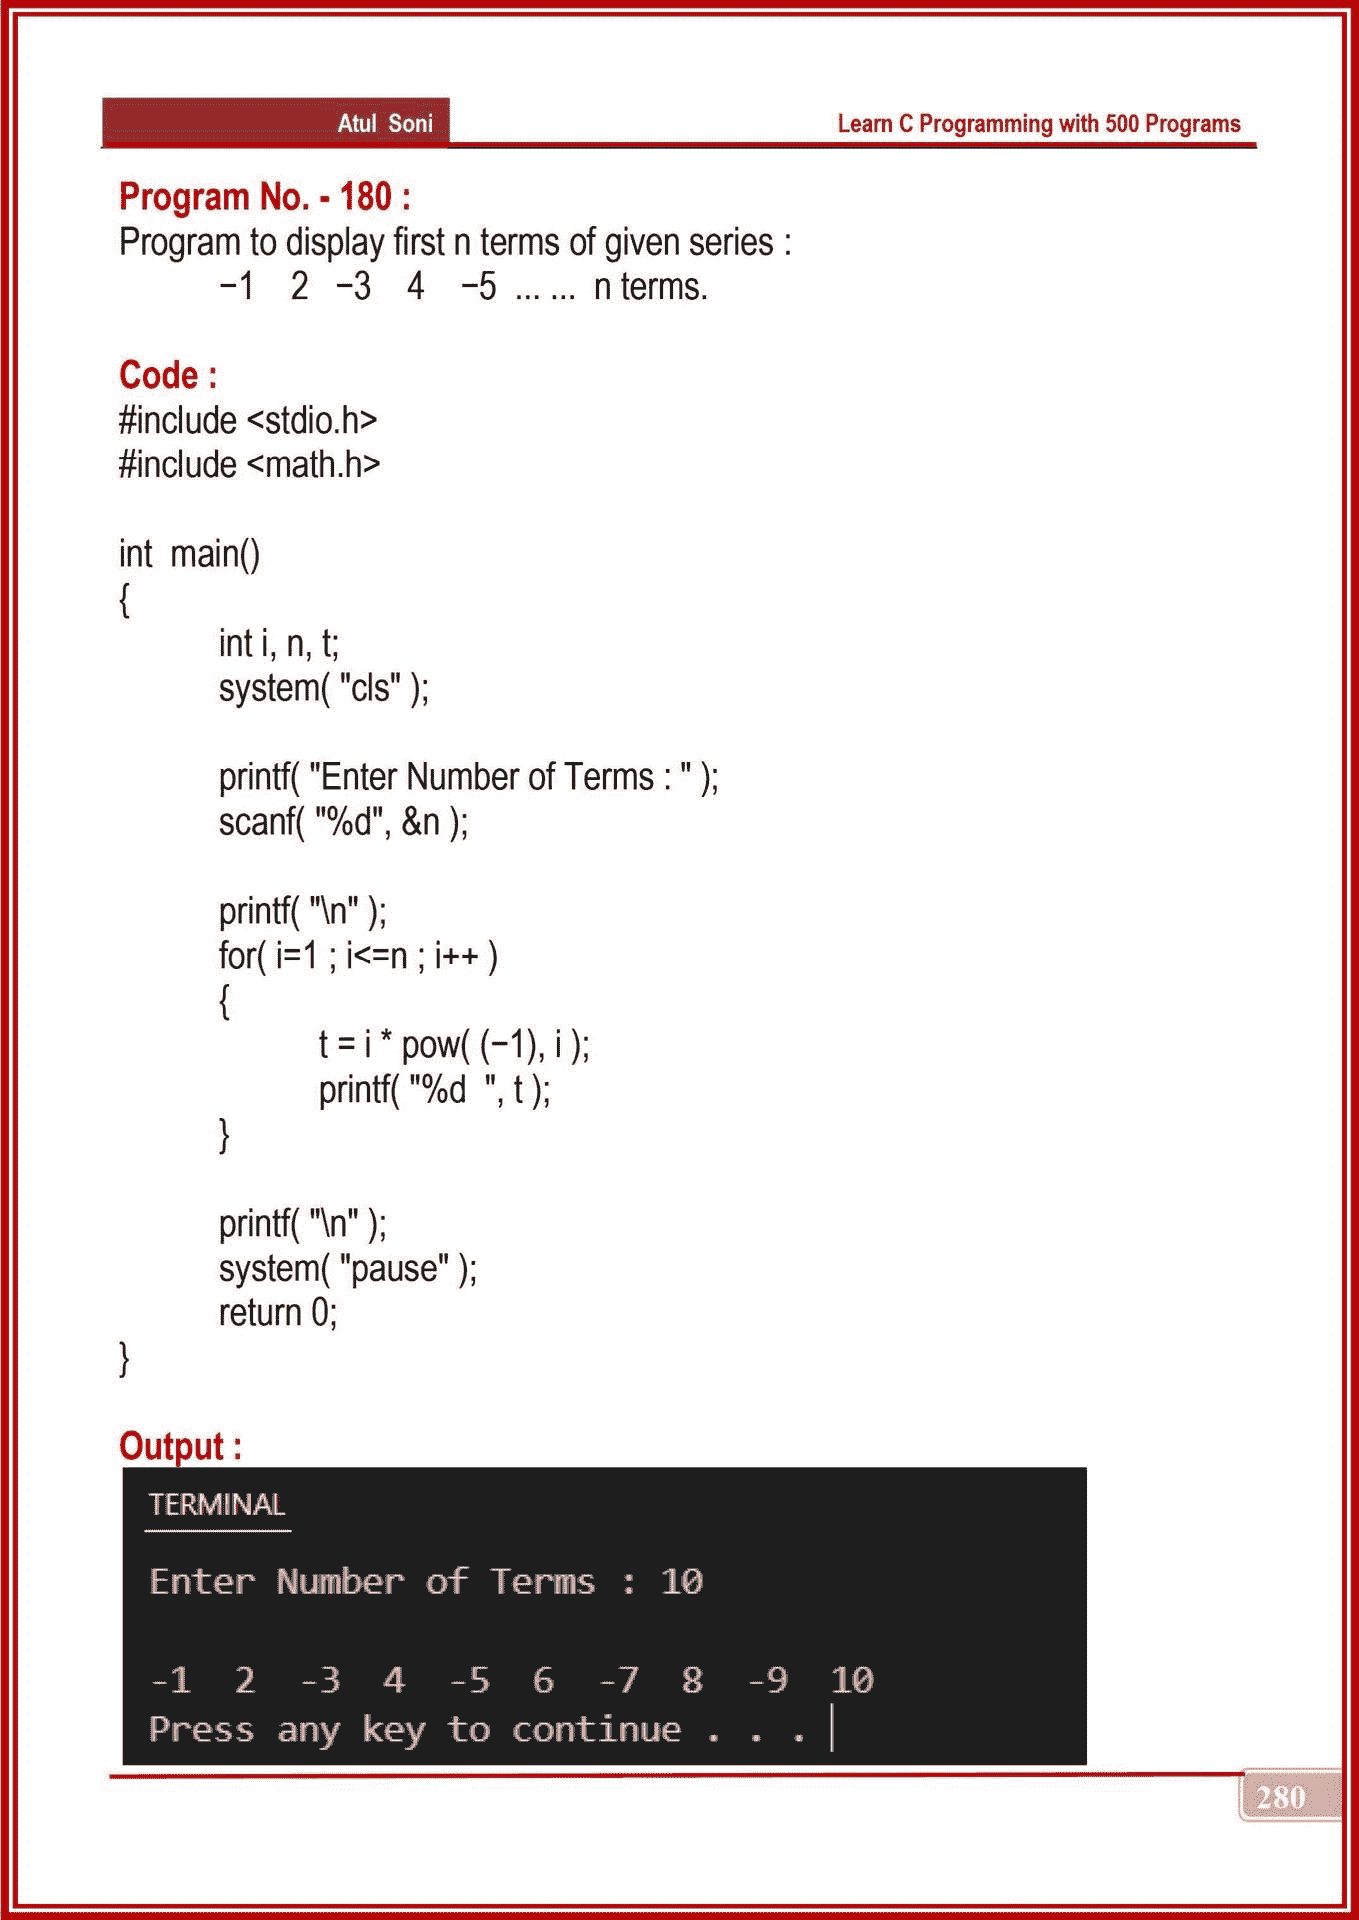 Atul Soni
Learn C Programming with 500 Programs
Program No. - 180 :
Program to display first n terms of given series :
−1 2 −3 4 −5 ... ... n terms.
Code :
#include <stdio.h>
#include <math.h>
int main()
{
int i, n, t;
system( "cls" );
printf( "Enter Number of Terms : " );
scanf( "%d", &n );
printf( "\n" );
for( i=1 ; i<=n ; i++ )
{
t = i * pow( (−1), i );
printf( "%d ", t );
}
printf( "\n" );
system( "pause" );
return 0;
}
Output :
TERMINAL
Enter Number of Terms : 10
-1 2 -3 4 -5 6 -7 8 -9 10
Press any key to continue . . .
280